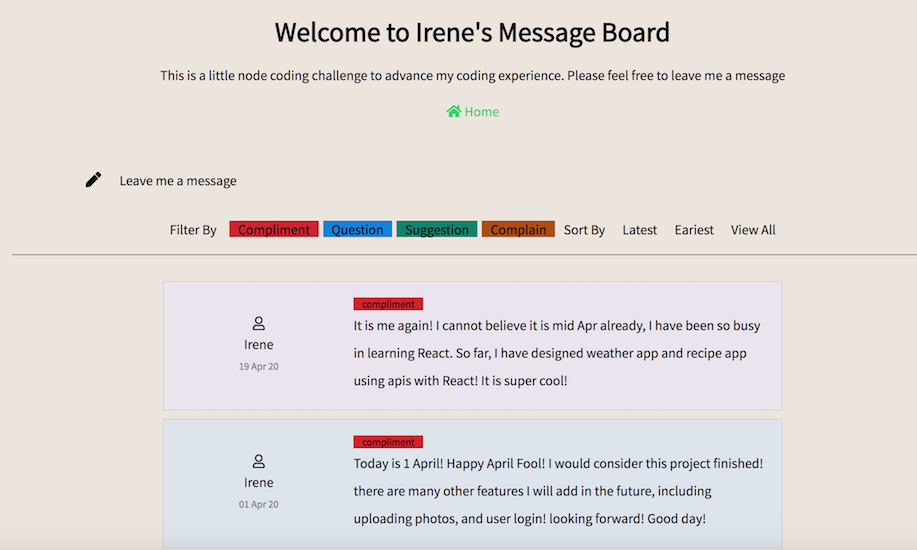 Welcome to Irene's Message Board
This is a little node coding challenge to advance my coding experience. Please feel free to leave me a message
Home
Leave me a message
Filter By Compliment Question Suggestion Complain Sort By Latest Eariest View All
compliment
It is me again! I cannot believe it is mid Apr already, I have been so busy
in learning React. So far, I have designed weather app and recipe app
using apis with React! It is super cool!
Irene
19 Apr 20
compliment
Today is 1 April! Happy April Fool! I would consider this project finished!
there are many other features I will add in the future, including
uploading photos, and user login! looking forward! Good day!
Irene
01 Apr 20